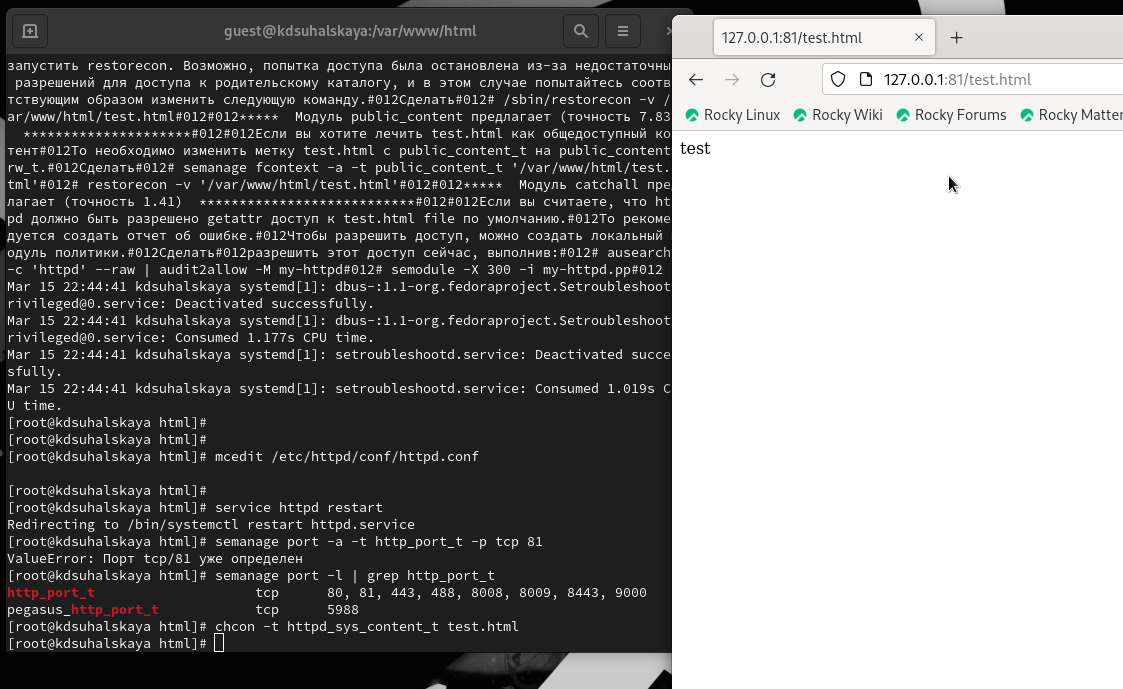 guest@kdsuhalskaya:/var/www/html
запустить restorecon. Возможно, попытка доступа была остановлена из-за недостаточны
разрешений для доступа к родительскому каталогу, и в этом случае попытайтесь соотв
тствующим образом изменить следующую команду.#012Сделать#012# /sbin/restorecon -v /
ar/www/html/test.html#012#012*****  Модуль public_content предлагает (точность 7.83
**********************#012#012Если вы хотите лечить test.html как общедоступный ко
тент#012То необходимо изменить метку test.html с public_content_t на public_content
rw_t.#012Сделать#012# semanage fcontext -a -t public_content_t '/var/www/html/test.
tml'#012# restorecon -v '/var/www/html/test.html'#012#012*****  Модуль catchall пре
лагает (точность 1.41)  ***************************#012#012Если вы считаете, что ht
pd должно быть разрешено getattr доступ к test.html file по умолчанию.#012То рекоме
дуется создать отчет об ошибке.#012Чтобы разрешить доступ, можно создать локальный
одуль политики.#012Сделать#012разрешить этот доступ сейчас, выполнив:#012# ausearch
-c 'httpd' --raw | audit2allow -M my-httpd#012# semodule -X 300 -i my-httpd.pp#012
Mar 15 22:44:41 kdsuhalskaya systemd[1]: dbus-:1.1-org.fedoraproject.Setroubleshoot
rivileged@0.service: Deactivated successfully.
Mar 15 22:44:41 kdsuhalskaya systemd[1]: dbus-:1.1-org.fedoraproject.Setroubleshoot
rivileged@0.service: Consumed 1.177s CPU time.
Mar 15 22:44:41 kdsuhalskaya systemd[1]: setroubleshootd.service: Deactivated succe
sfully.
Mar 15 22:44:41 kdsuhalskaya systemd[1]: setroubleshootd.service: Consumed 1.019s C
U time.
[root@kdsuhalskaya html]#
[root@kdsuhalskaya html]#
[root@kdsuhalskaya html]# mcedit /etc/httpd/conf/httpd.conf
[root@kdsuhalskaya html]#
[root@kdsuhalskaya html]# service httpd restart
Redirecting to /bin/systemctl restart httpd.service
[root@kdsuhalskaya html]# semanage port -a -t http_port_t -p tcp 81
ValueError: Порт tcp/81 уже определен
[root@kdsuhalskaya html]# semanage port -l | grep http_port_t
http_port_t                    tcp      80, 81, 443, 488, 8008, 8009, 8443, 9000
pegasus_http_port_t            tcp      5988
[root@kdsuhalskaya html]# chcon -t httpd_sys_content_t test.html
[root@kdsuhalskaya html]#
127.0.0.1:81/test.html
127.0.0.1:81/test.html
Rocky Linux Rocky Wiki Rocky Forums Rocky Matter
test